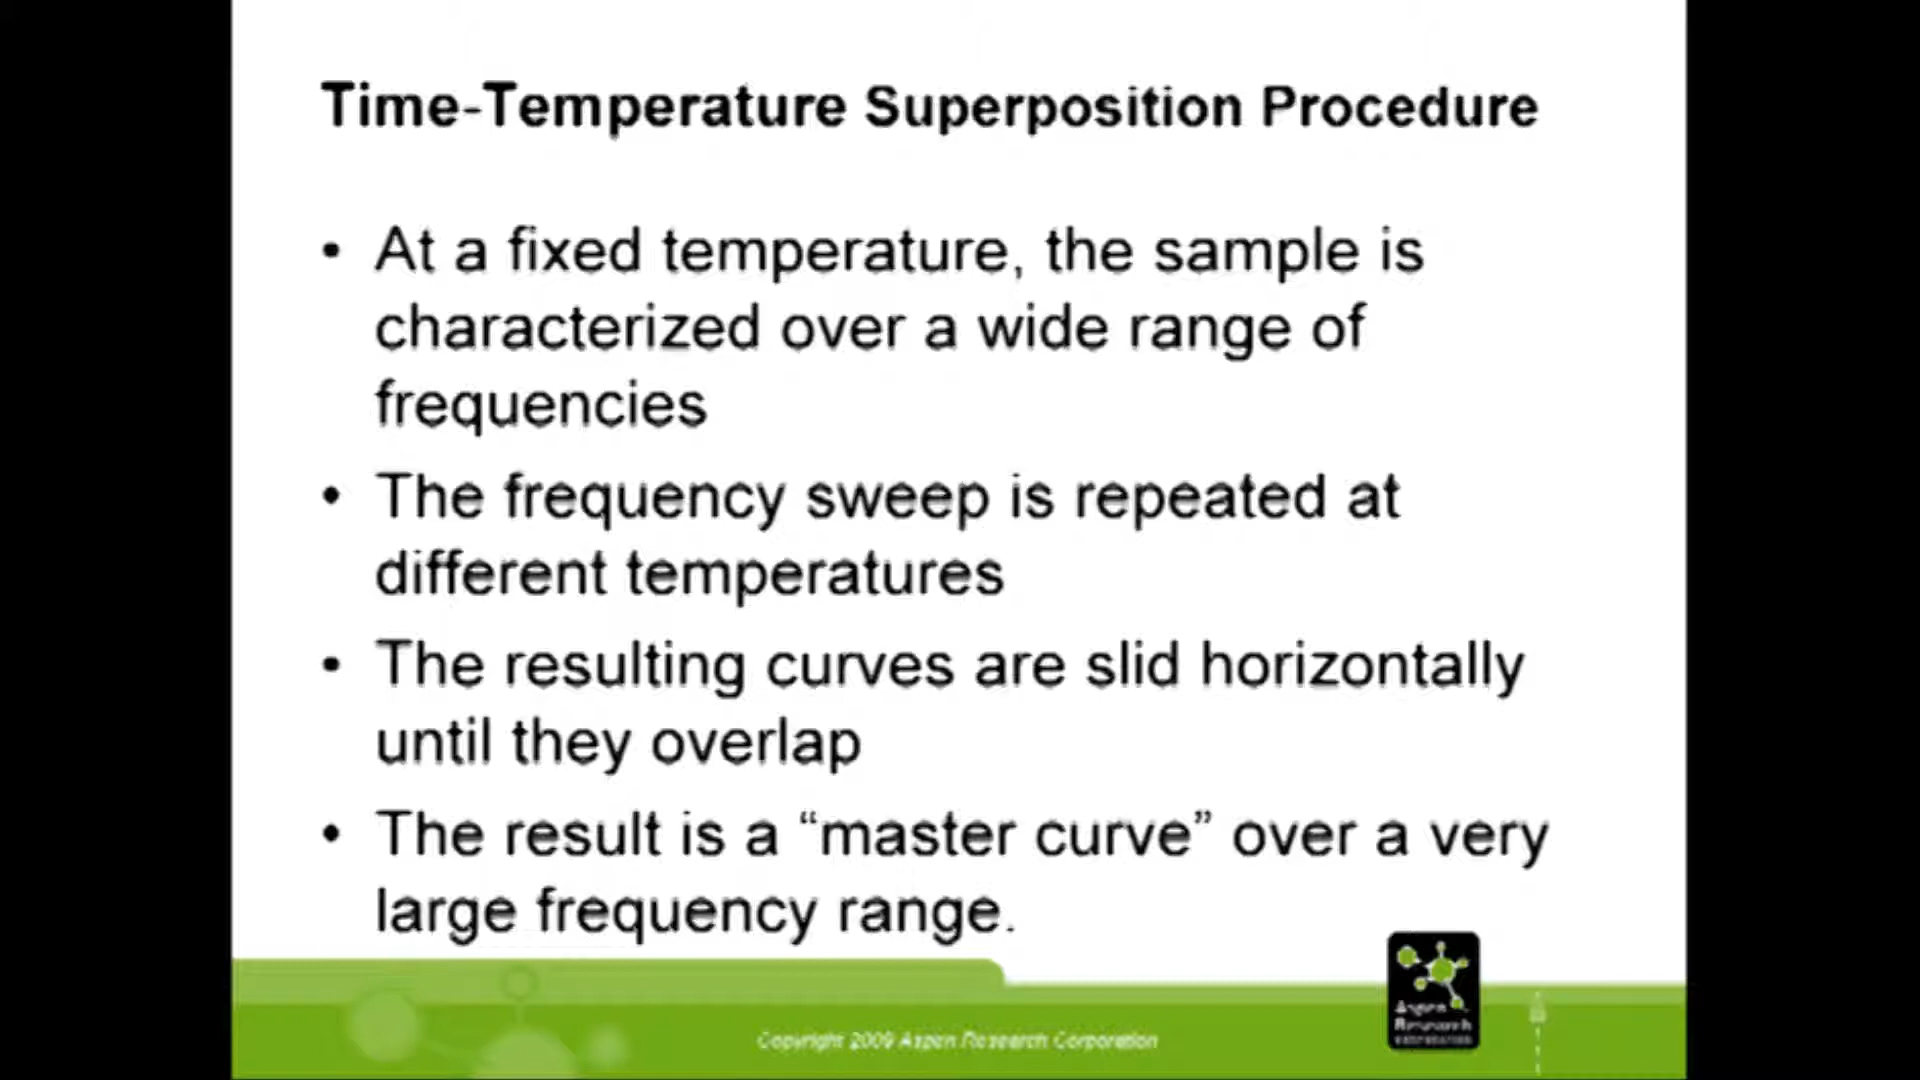 Time-Temperature Superposition Procedure
• At a fixed temperature, the sample is
characterized over a wide range of
frequencies
• The frequency sweep is repeated at
different temperatures
• The resulting curves are slid horizontally
until they overlap
• The result is a “master curve” over a very
large frequency range.
Aspen
Research
Copyright 2009 Aspen Research Corporation